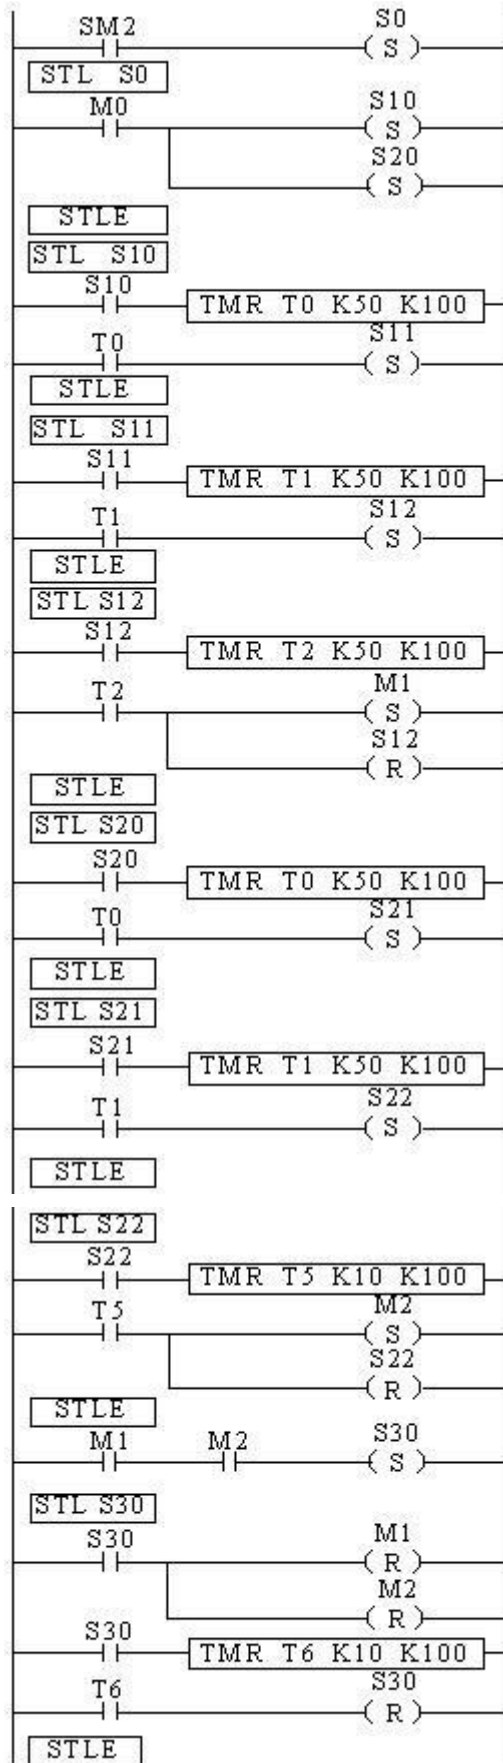 SM2 S0
( S )
STL S0
M0 S10
( S )
S20
( S )
STLE
STL S10
S10
TMR T0 K50 K100
T0 S11
( S )
STLE
STL S11
S11
TMR T1 K50 K100
T1 S12
( S )
STLE
STL S12
S12
TMR T2 K50 K100
T2 M1
( S )
S12
( R )
STLE
STL S20
S20
TMR T0 K50 K100
T0 S21
( S )
STLE
STL S21
S21
TMR T1 K50 K100
T1 S22
( S )
STLE
STL S22
S22
TMR T5 K10 K100
T5 M2
( S )
S22
( R )
STLE
M1 M2 S30
( S )
STL S30
S30 M1
( R )
M2
( R )
S30
TMR T6 K10 K100
T6 S30
( R )
STLE